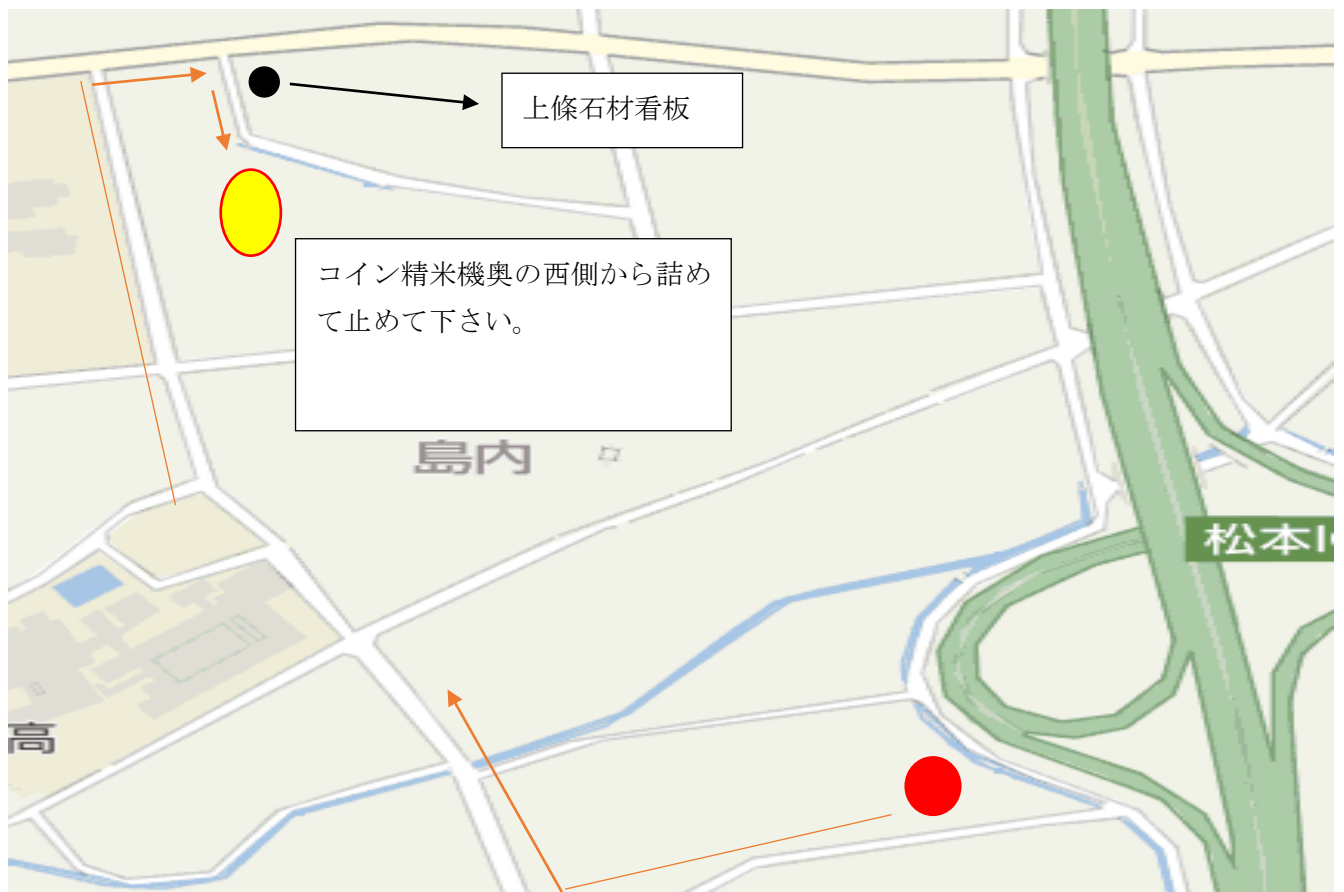 上條石材看板
コイン精米機奥の西側から詰め
て止めて下さい。
島内
松本I
高